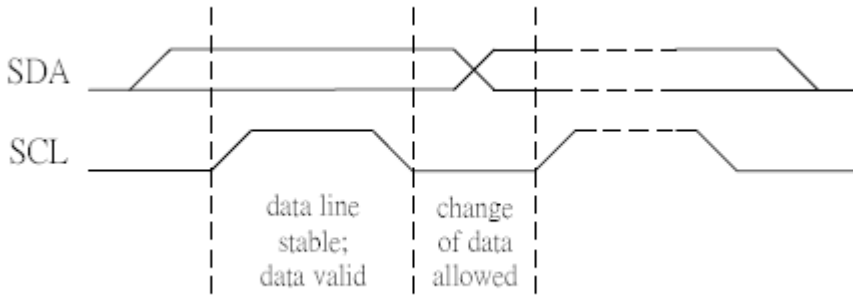 SDA
SCL
data line
stable;
data valid
change
of data
allowed